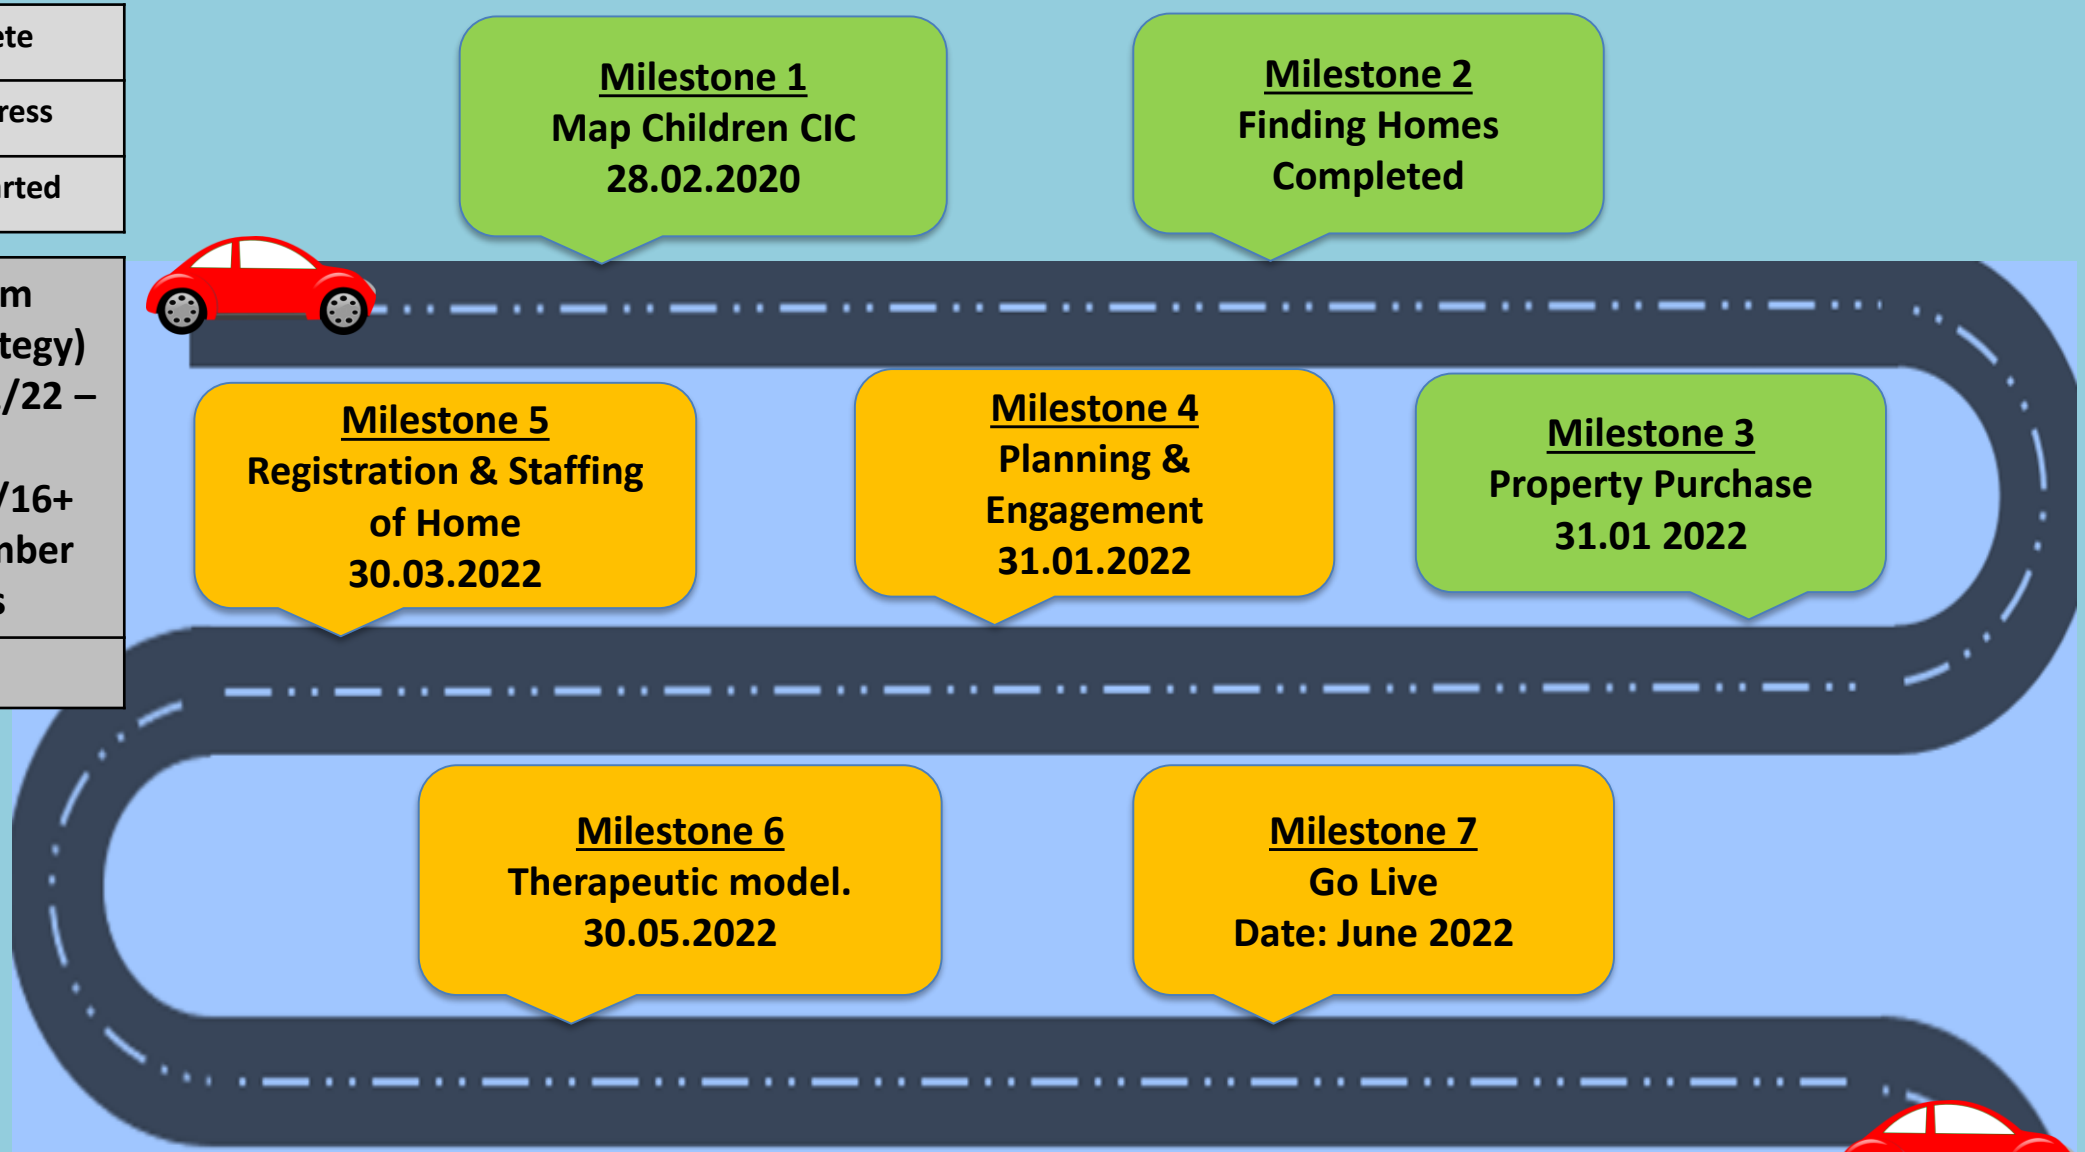 ete
ress
rted
m
tegy)
/22 –
/16+
nber
s
Milestone 1
Map Children CIC
28.02.2020
Milestone 2
Finding Homes
Completed
Milestone 5
Registration & Staffing
of Home
30.03.2022
Milestone 4
Planning &
Engagement
31.01.2022
Milestone 3
Property Purchase
31.01 2022
Milestone 6
Therapeutic model.
30.05.2022
Milestone 7
Go Live
Date: June 2022